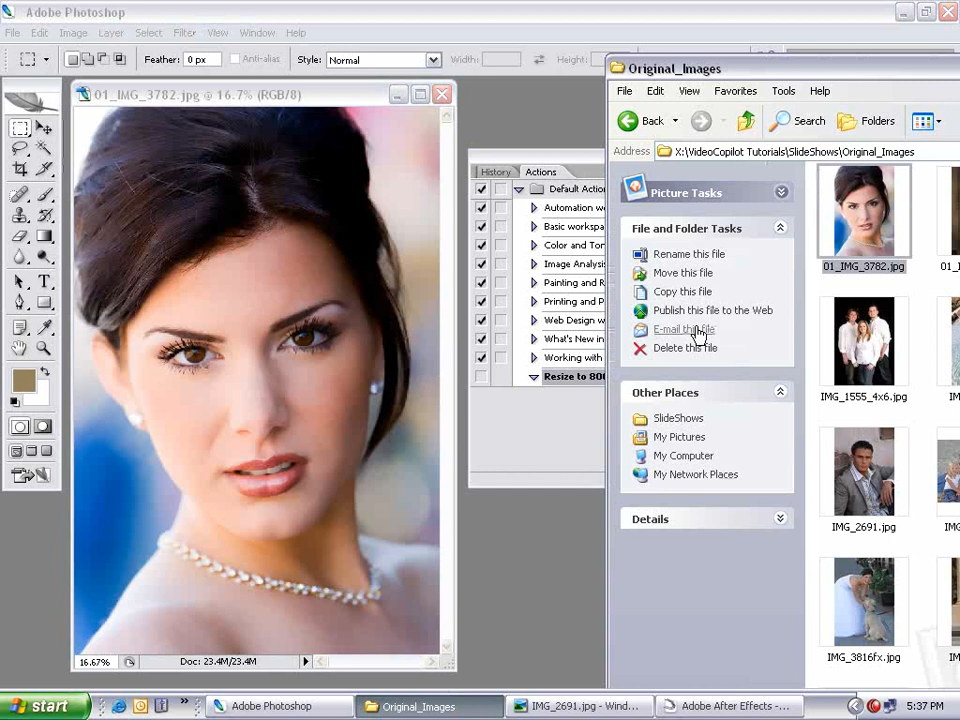 Adobe Photoshop
File Edit Image Layer Select Filter View Window Help
Feather: 0 px Anti-alias Style: Normal Width: Height:
01_IMG_3782.jpg @ 16.7% (RGB/8)
16.67% Doc: 23.4M/23.4M
History Actions
Default Actio
Automation w
Basic workspa
Color and Ton
Image Analysis
Painting and R
Printing and P
Web Design w
What's New in
Working with
Resize to 800
Original_Images
File Edit View Favorites Tools Help
Back Search Folders
Address X:\VideoCopilot Tutorials\SlideShows\Original_Images
Picture Tasks
File and Folder Tasks
Rename this file
Move this file
Copy this file
Publish this file to the Web
E-mail this file
Delete this file
Other Places
SlideShows
My Pictures
My Computer
My Network Places
Details
01_IMG_3782.jpg 01_I
IMG_1555_4x6.jpg
IMG_2691.jpg
IMG_3816fx.jpg
start Adobe Photoshop Original_Images IMG_2691.jpg - Wind... Adobe After Effects -... 5:37 PM